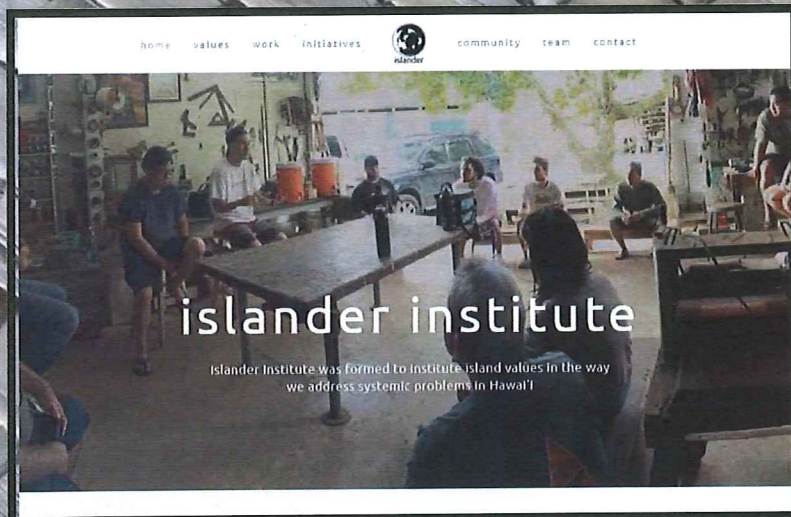 home values work initiatives islander community team contact
islander institute
Islander Institute was formed to institute island values in the way
we address systemic problems in Hawai'i